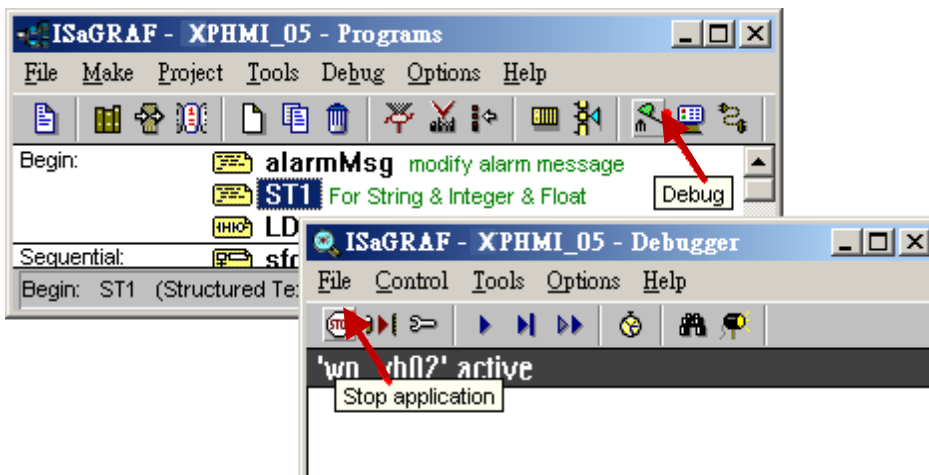 ISaGRAF - XPHMI_05 - Programs
File Make Project Tools Debug Options Help
Begin: alarmMsg modify alarm message
ST1 For String & Integer & Float
Debug
LD
Sequential: sfc
Begin: ST1 (Structured Te
ISaGRAF - XPHMI_05 - Debugger
File Control Tools Options Help
STOP
active
Stop application